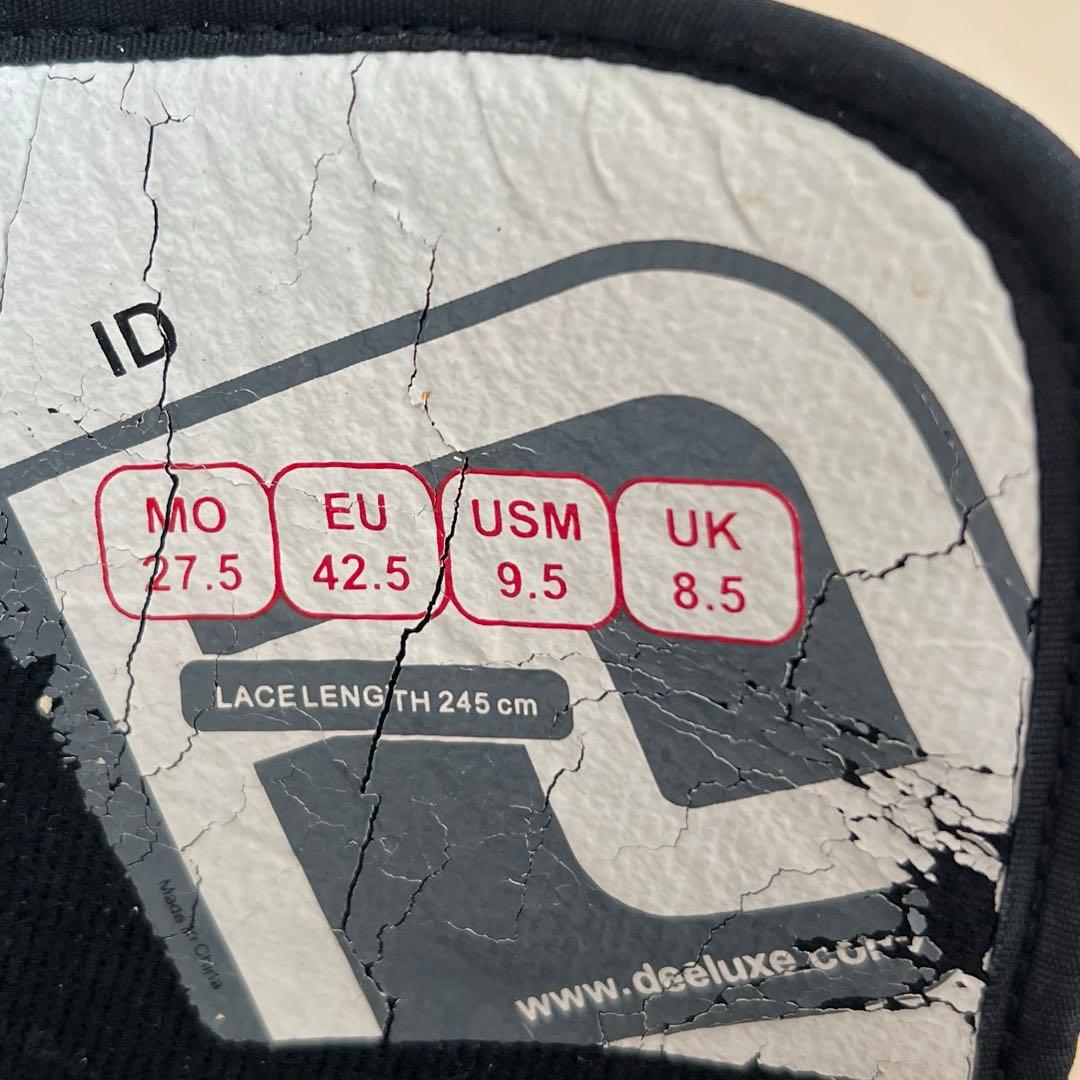 ID
MO EU USM UK
27.5 42.5 9.5 8.5
LACE LENGTH 245 cm
Made in China
www.deeluxe.com